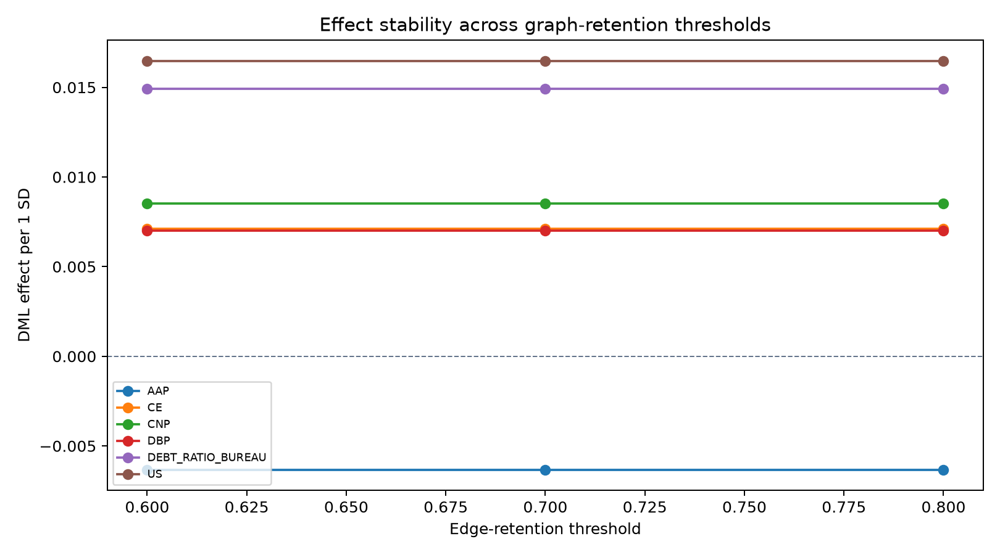 Effect stability across graph-retention thresholds
DML effect per 1 SD
0.015
0.010
0.005
0.000
−0.005
AAP
CE
CNP
DBP
DEBT_RATIO_BUREAU
US
0.600 0.625 0.650 0.675 0.700 0.725 0.750 0.775 0.800
Edge-retention threshold